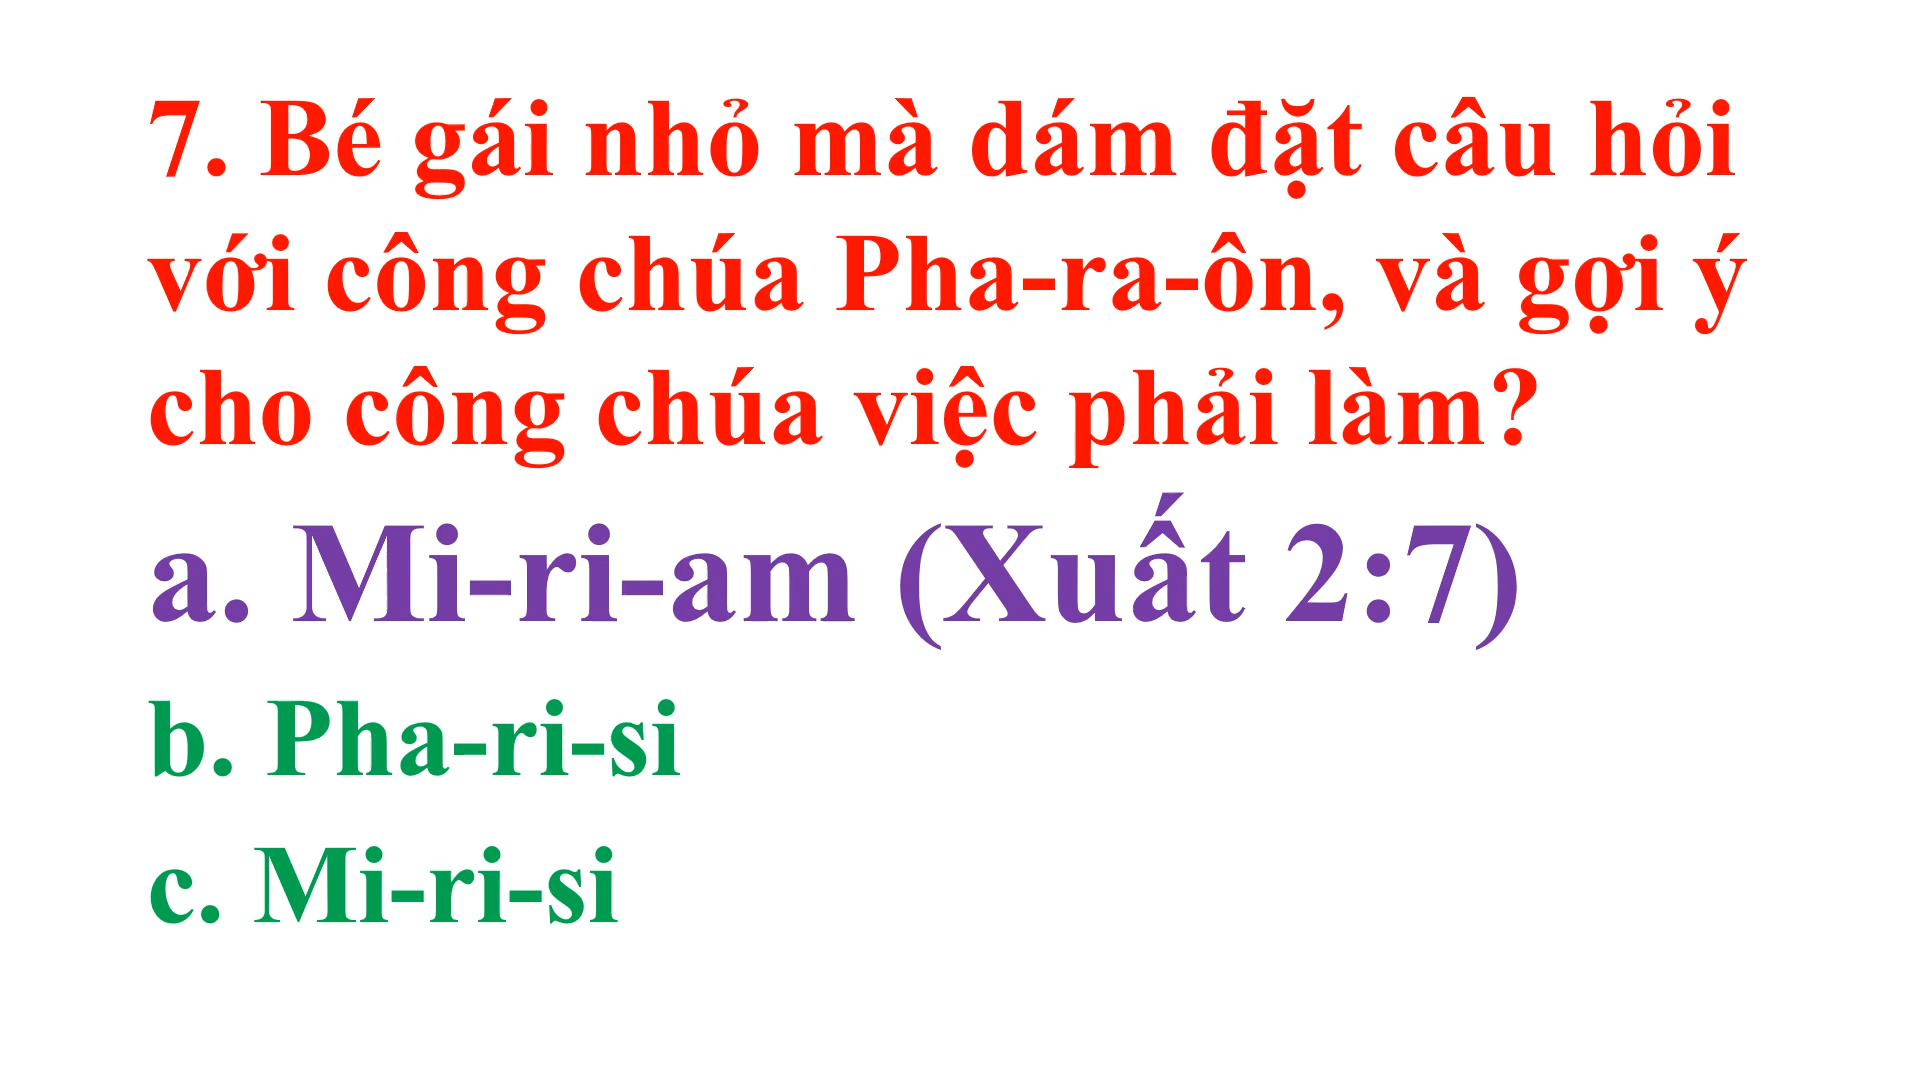 7. Bé gái nhỏ mà dám đặt câu hỏi
với công chúa Pha-ra-ôn, và gợi ý
cho công chúa việc phải làm?
a. Mi-ri-am (Xuất 2:7)
b. Pha-ri-si
c. Mi-ri-si